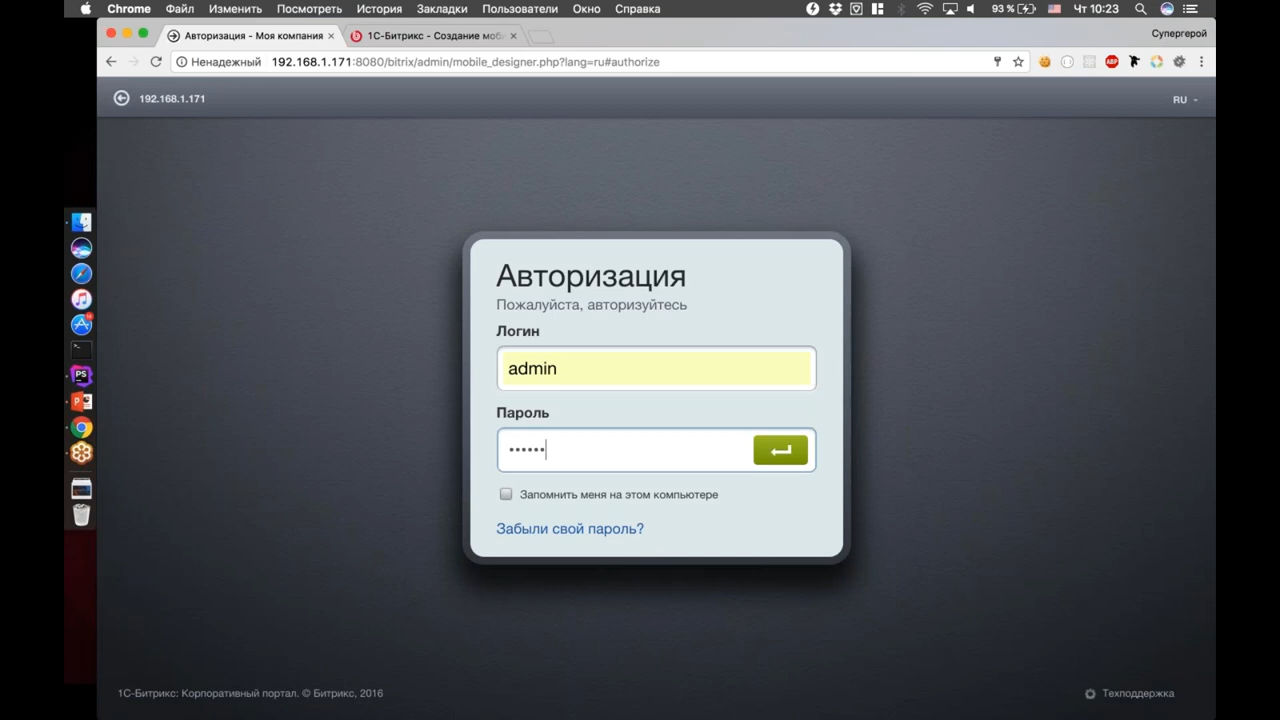 Chrome Файл Изменить Посмотреть История Закладки Пользователи Окно Справка 93 % Чт 10:23
Авторизация - Моя компания 1С-Битрикс - Создание моби Супергерой
Ненадежный 192.168.1.171:8080/bitrix/admin/mobile_designer.php?lang=ru#authorize ABP
192.168.1.171 RU
Авторизация
Пожалуйста, авторизуйтесь
Логин
admin
Пароль
••••••
Запомнить меня на этом компьютере
Забыли свой пароль?
PS
P
1С-Битрикс: Корпоративный портал. © Битрикс, 2016 Техподдержка